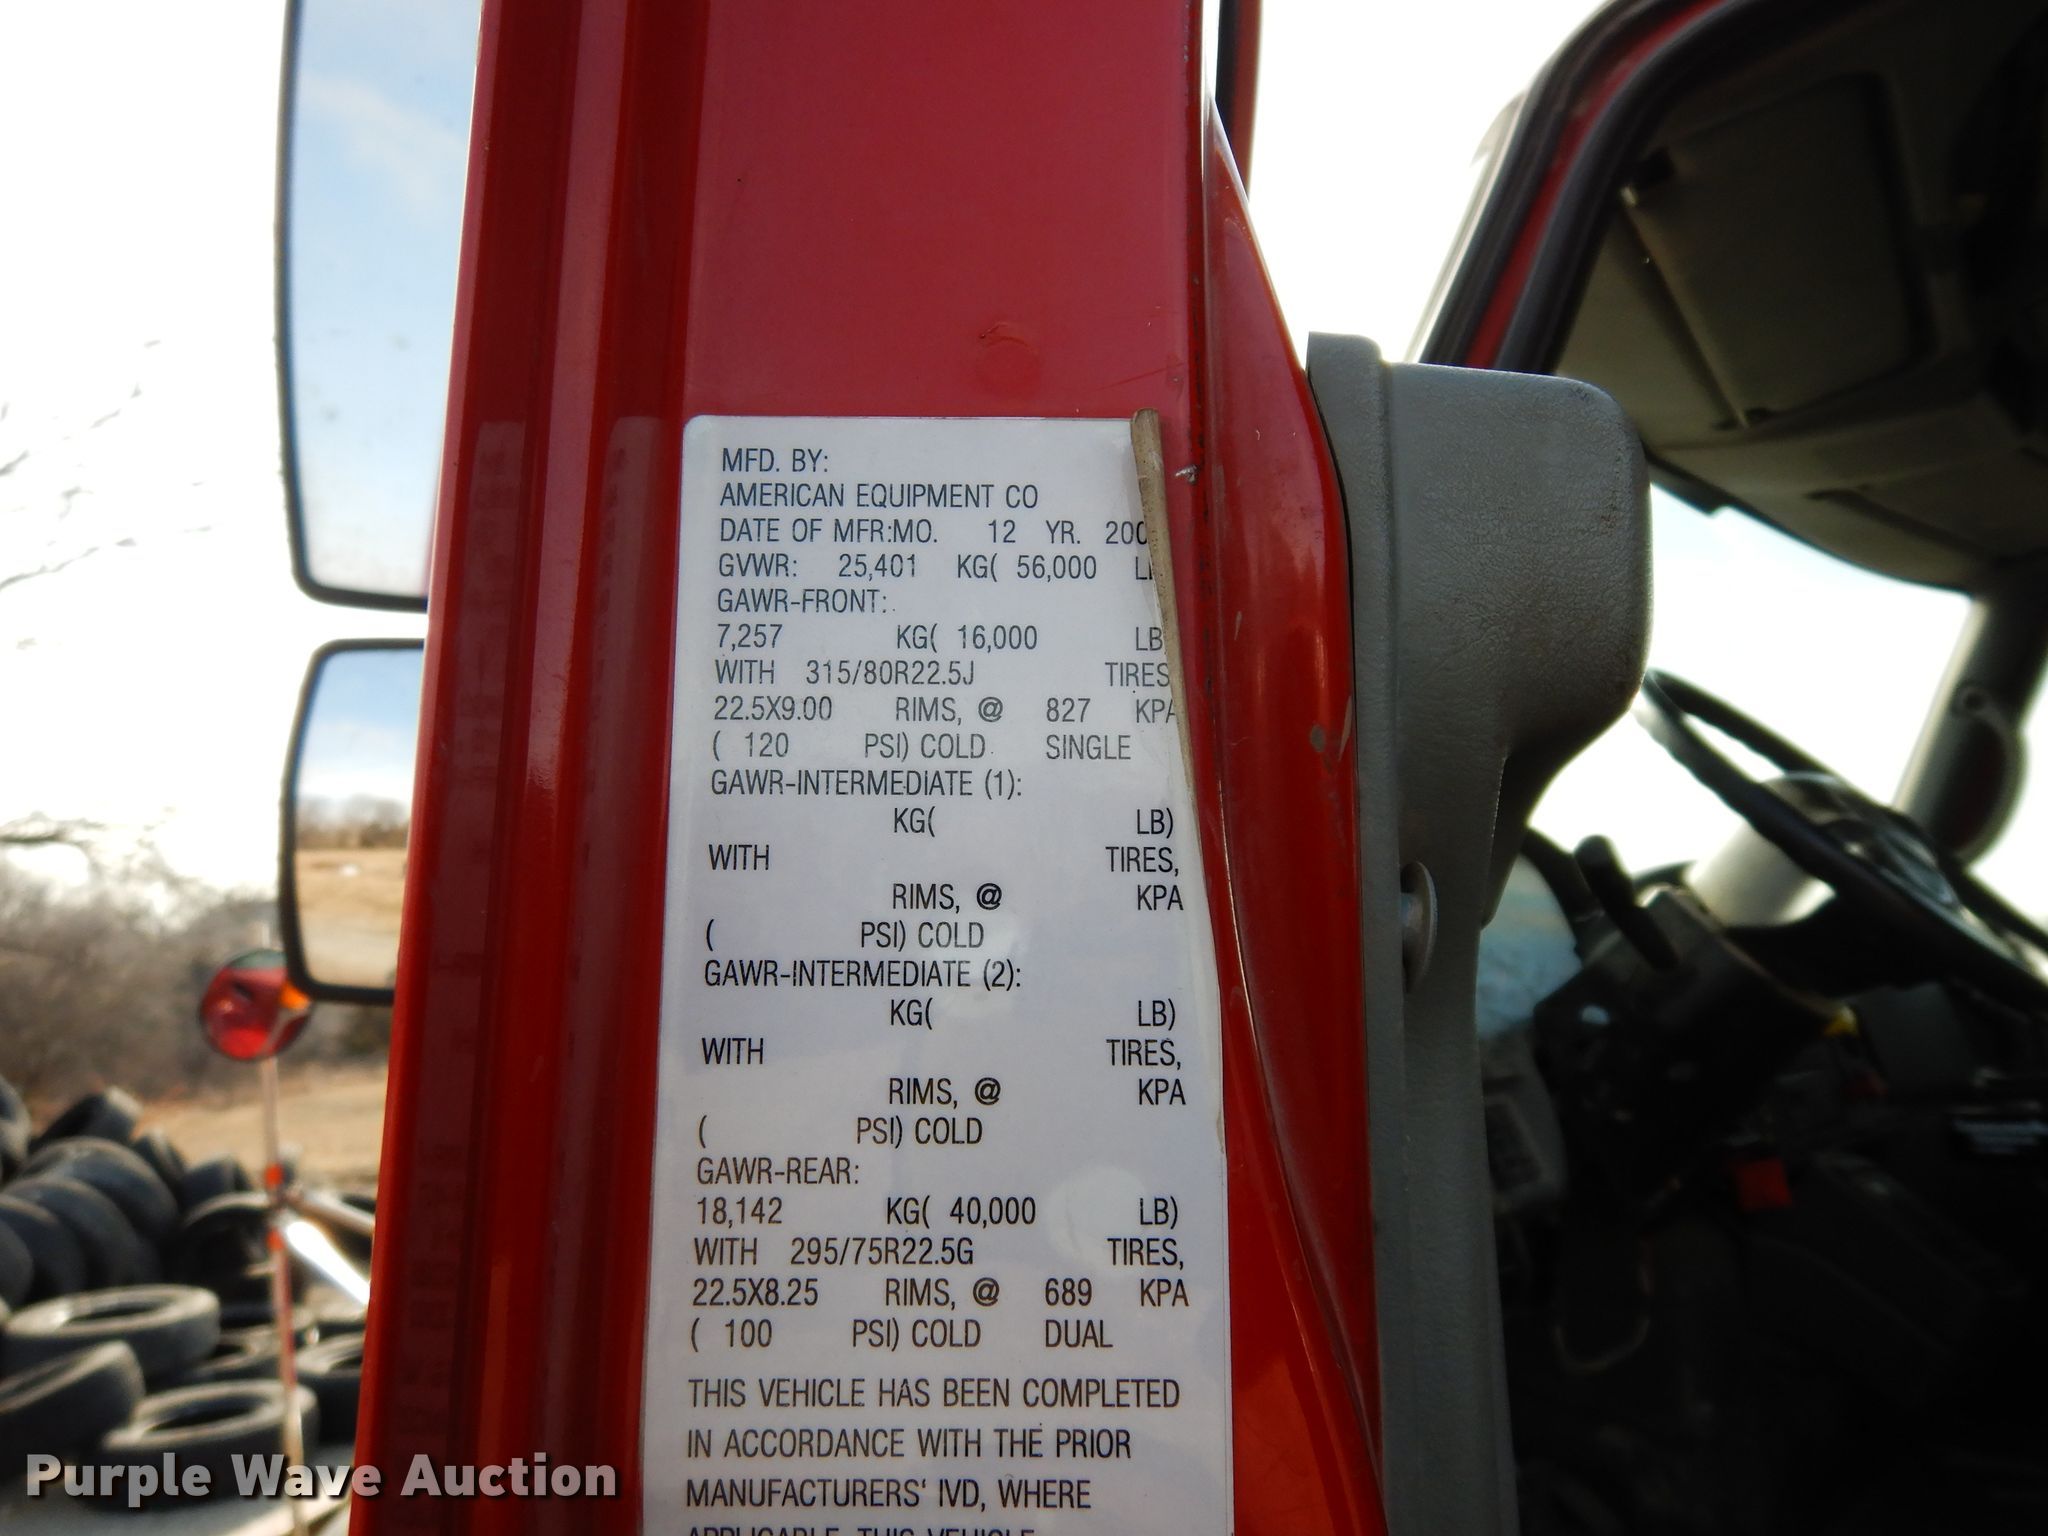 MFD. BY:
AMERICAN EQUIPMENT CO
DATE OF MFR:MO. 12 YR. 200
GVWR: 25,401 KG( 56,000 L
GAWR-FRONT:
7,257 KG( 16,000 LB
WITH 315/80R22.5J TIRES
22.5X9.00 RIMS, @ 827 KPA
( 120 PSI) COLD SINGLE
GAWR-INTERMEDIATE (1):
KG( LB)
WITH TIRES,
RIMS, @ KPA
( PSI) COLD
GAWR-INTERMEDIATE (2):
KG( LB)
WITH TIRES,
RIMS, @ KPA
( PSI) COLD
GAWR-REAR:
18,142 KG( 40,000 LB)
WITH 295/75R22.5G TIRES,
22.5X8.25 RIMS, @ 689 KPA
( 100 PSI) COLD DUAL
THIS VEHICLE HAS BEEN COMPLETED
IN ACCORDANCE WITH THE PRIOR
MANUFACTURERS' IVD, WHERE
APPLICABLE. THIS VEHICLE
Purple Wave Auction